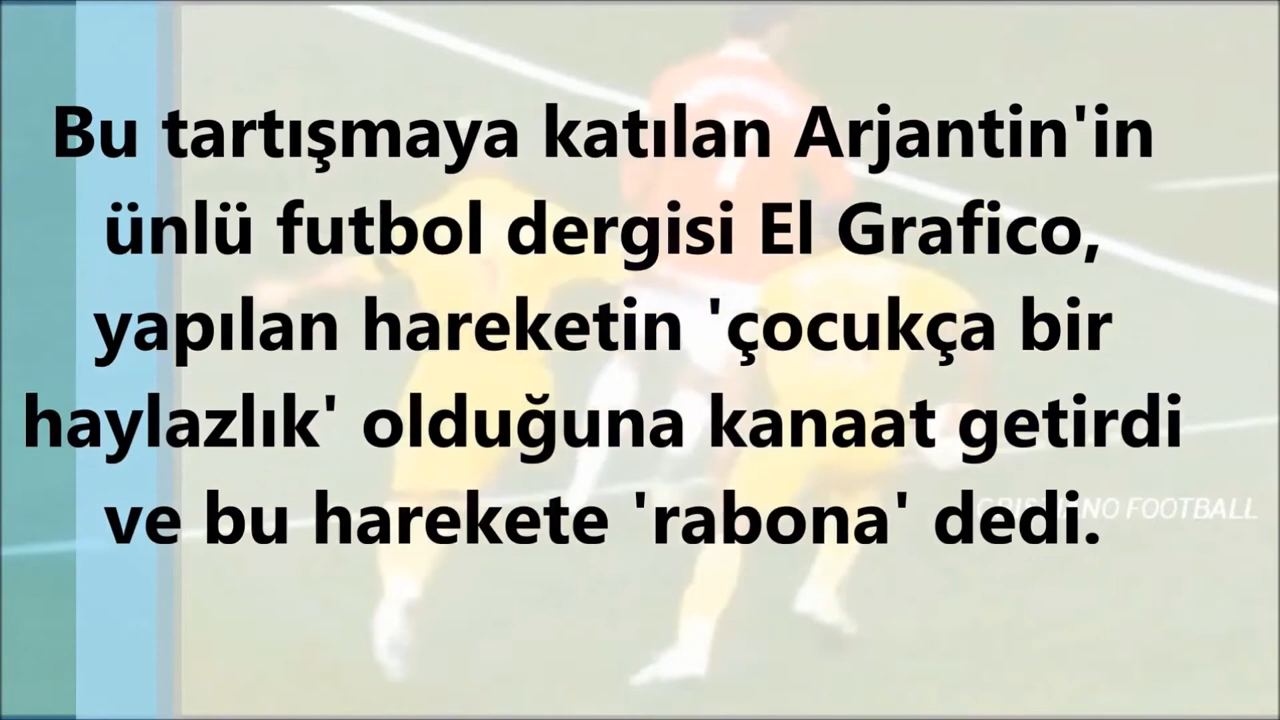 Bu tartışmaya katılan Arjantin'in
ünlü futbol dergisi El Grafico,
yapılan hareketin 'çocukça bir
haylazlık' olduğuna kanaat getirdi
ve bu harekete 'rabona' dedi.
FOOTBALL